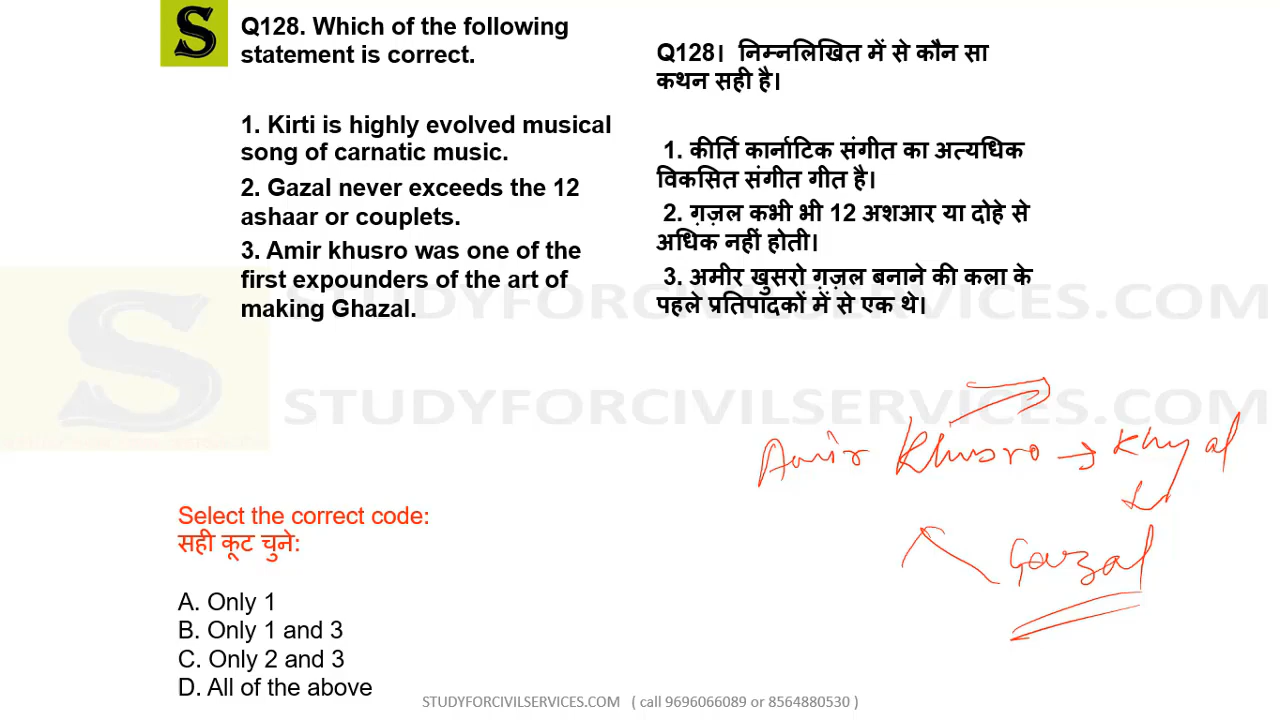 S
Q128. Which of the following
statement is correct.
1. Kirti is highly evolved musical
song of carnatic music.
2. Gazal never exceeds the 12
ashaar or couplets.
3. Amir khusro was one of the
first expounders of the art of
making Ghazal.
Q128। निम्नलिखित में से कौन सा
कथन सही है।
1. कीर्ति कार्नाटिक संगीत का अत्यधिक
विकसित संगीत गीत है।
2. ग़ज़ल कभी भी 12 अशआर या दोहे से
अधिक नहीं होती।
3. अमीर खुसरो ग़ज़ल बनाने की कला के
पहले प्रतिपादकों में से एक थे।
STUDYFORCIVILSERVICES.COM
STUDYFORCIVILSERVICES.COM
Amir Khusro → Khyal
Gazal
Select the correct code:
सही कूट चुने:
A. Only 1
B. Only 1 and 3
C. Only 2 and 3
D. All of the above
STUDYFORCIVILSERVICES.COM ( call 9696066089 or 8564880530 )